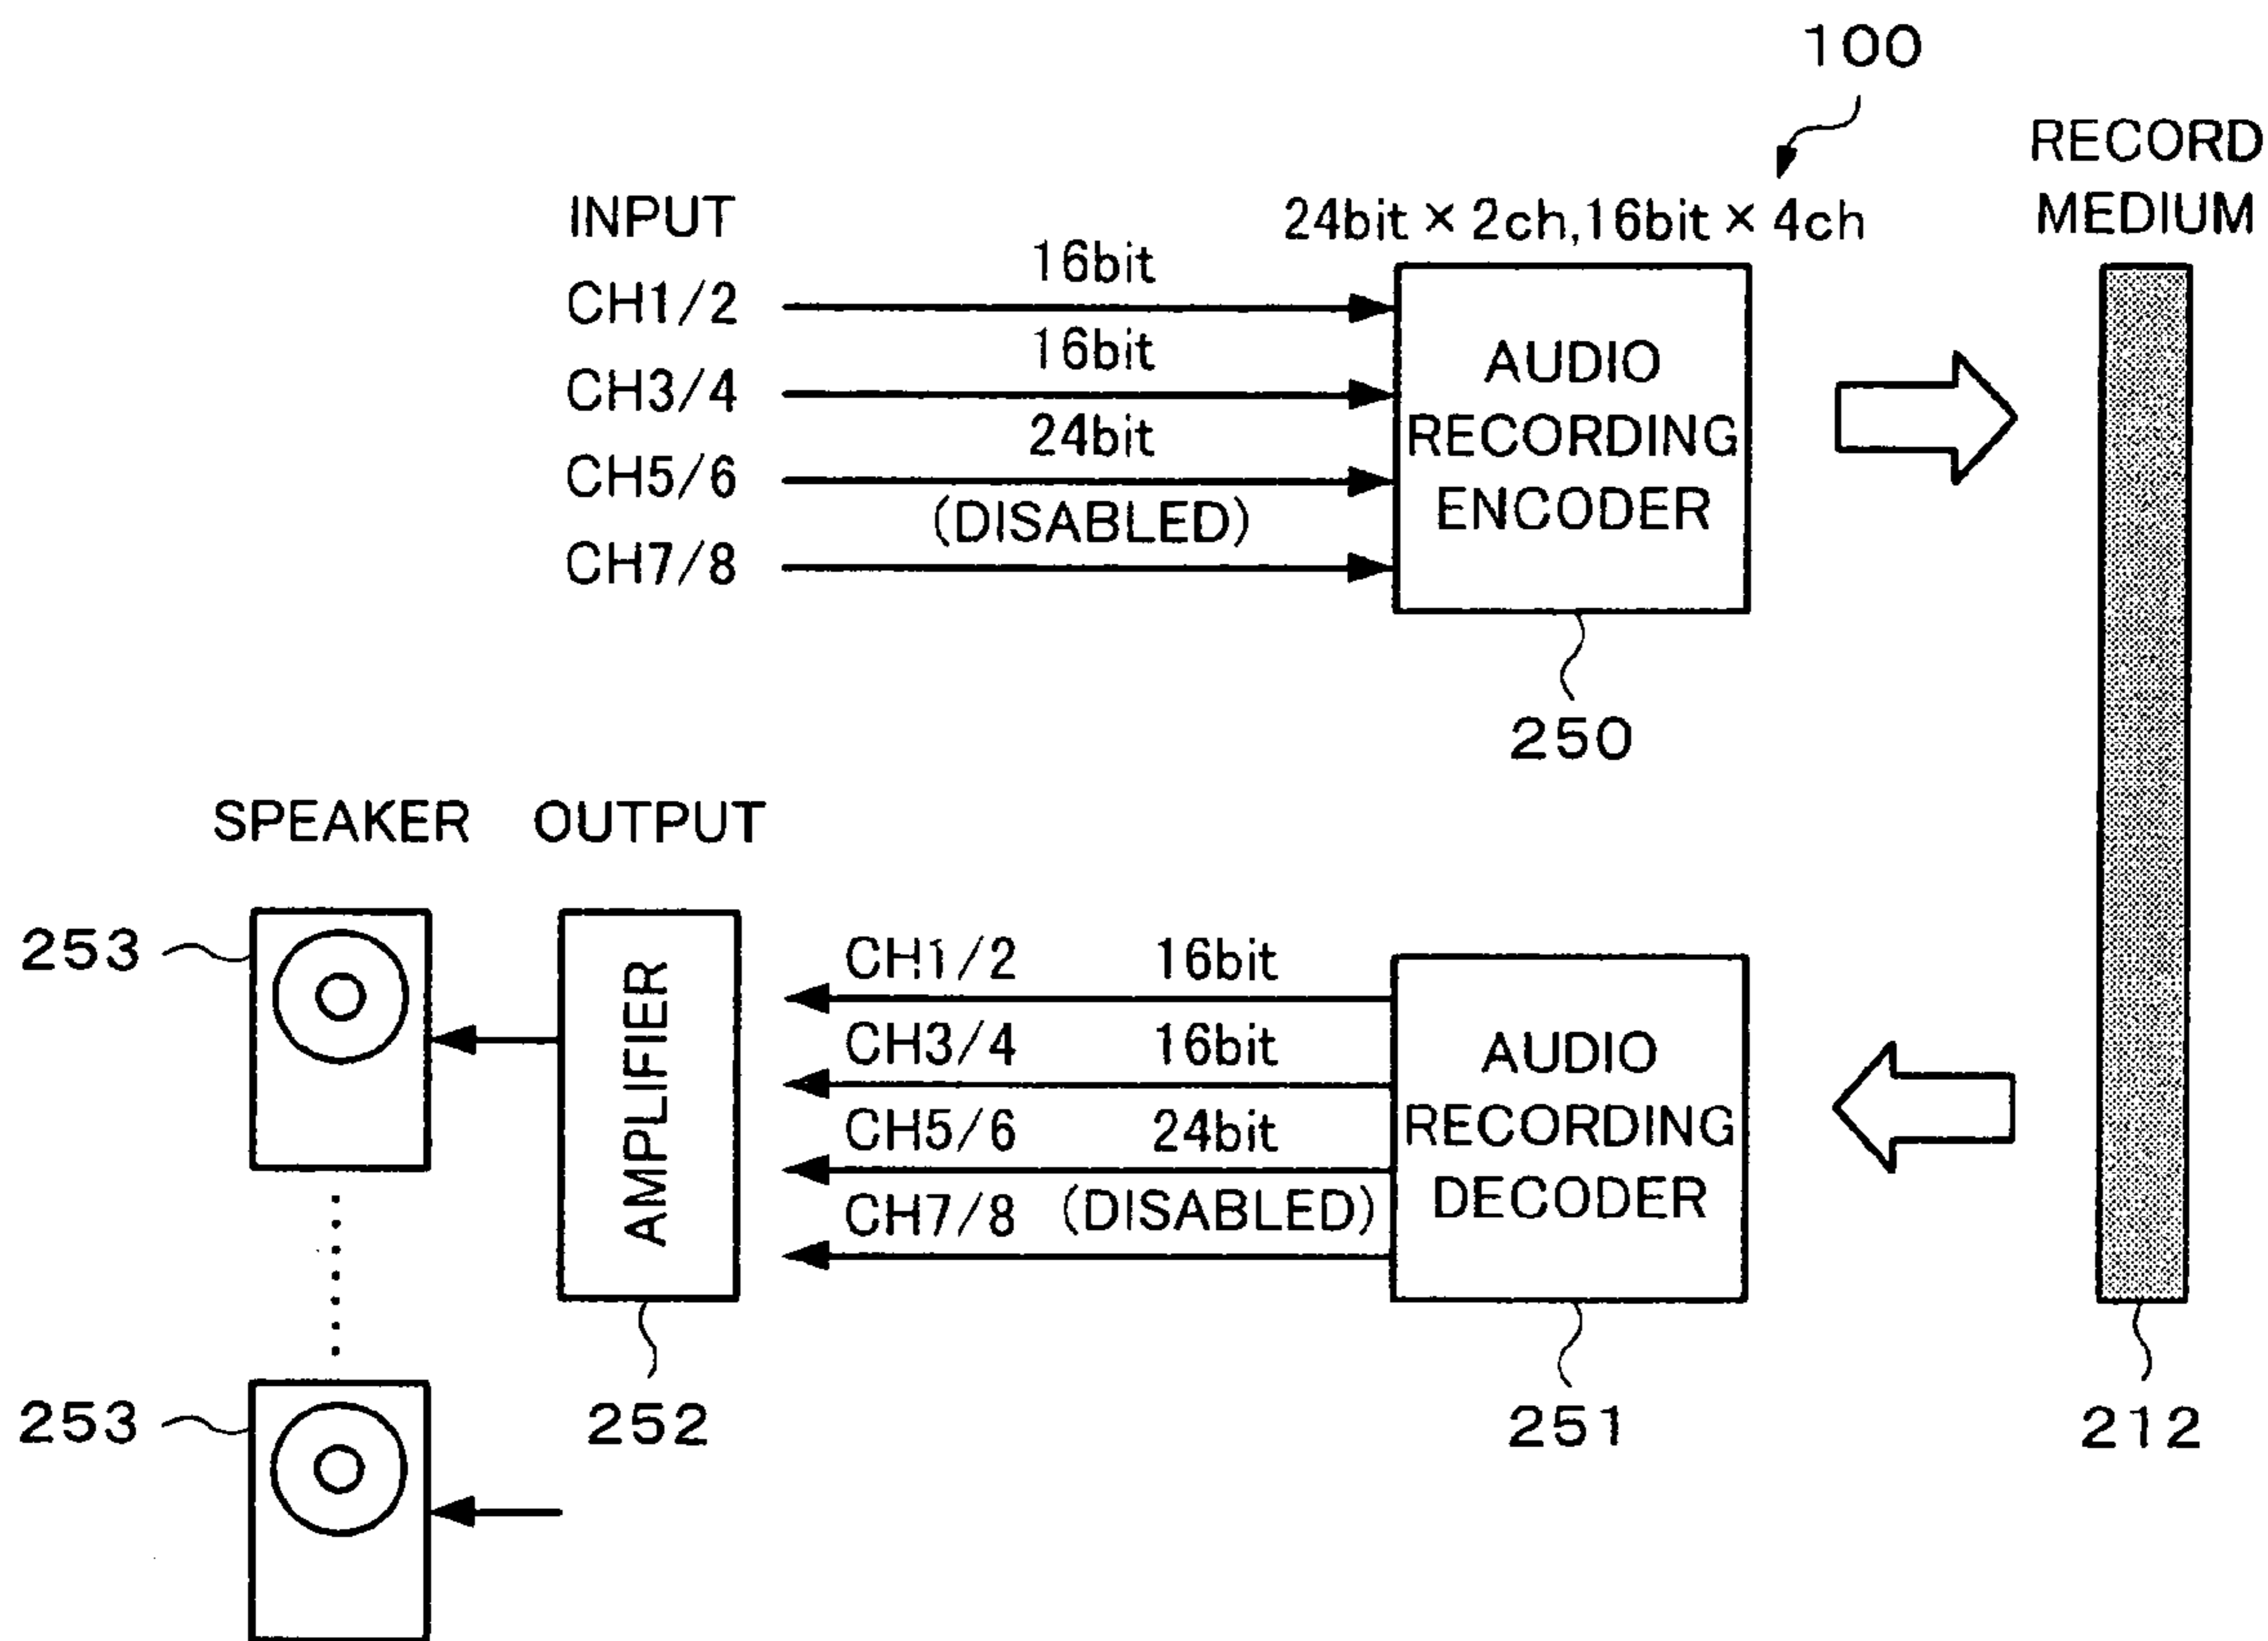 100
RECORD
MEDIUM
INPUT
24bit × 2ch,16bit × 4ch
CH1/2
16bit
CH3/4
16bit
CH5/6
24bit
CH7/8
(DISABLED)
AUDIO
RECORDING
ENCODER
250
SPEAKER
OUTPUT
253
AMPLIFIER
CH1/2 16bit
CH3/4 16bit
CH5/6 24bit
CH7/8 (DISABLED)
AUDIO
RECORDING
DECODER
253
252
251
212